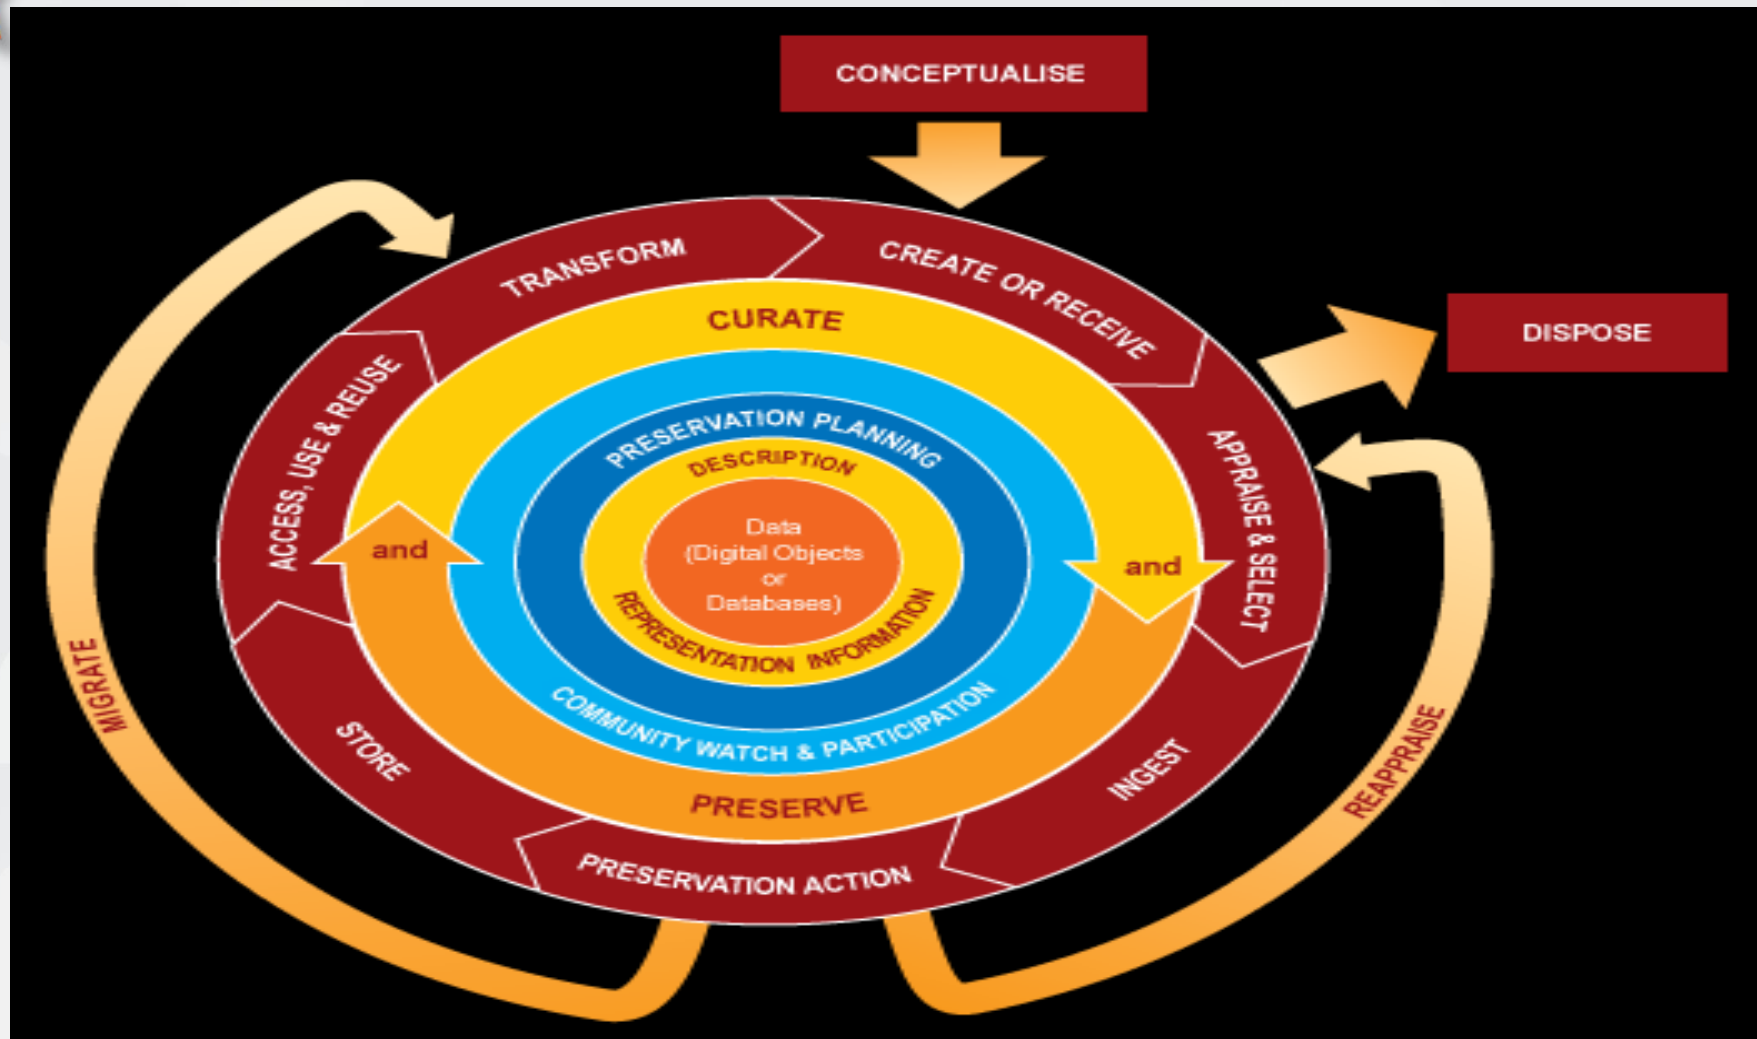 CONCEPTUALISE
TRANSFORM
CREATE OR RECEIVE
DISPOSE
CURATE
ACCESS, USE & REUSE
APPRAISE & SELECT
PRESERVATION PLANNING
DESCRIPTION
Data
(Digital Objects
or
Databases)
and
and
REPRESENTATION INFORMATION
COMMUNITY WATCH & PARTICIPATION
MIGRATE
STORE
INGEST
REAPPRAISE
PRESERVE
PRESERVATION ACTION